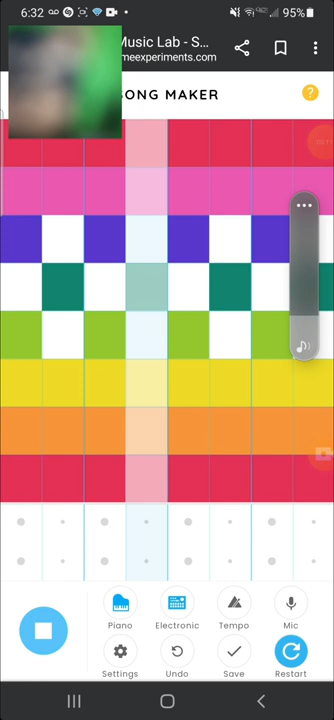 6:32
95%
Music Lab - S...
meexperiments.com
SONG MAKER
?
Piano
Electronic
Tempo
Mic
Settings
Undo
Save
Restart